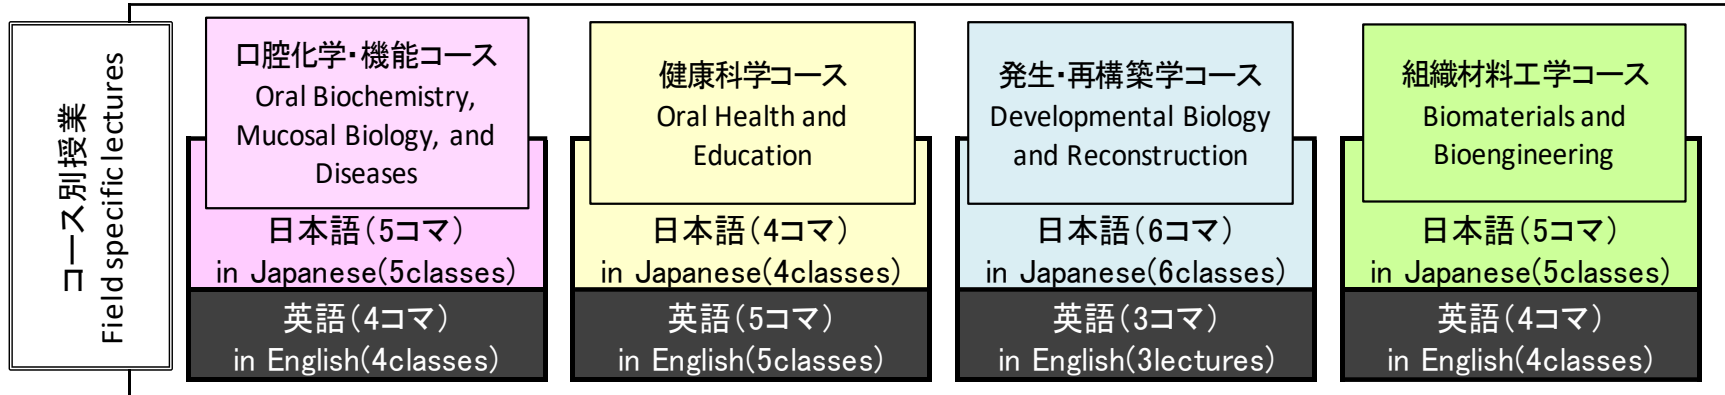 コース別授業
Field specific lectures
口腔化学・機能コース
Oral Biochemistry,
Mucosal Biology, and
Diseases
日本語(5コマ)
in Japanese(5classes)
英語(4コマ)
in English(4classes)
健康科学コース
Oral Health and
Education
日本語(4コマ)
in Japanese(4classes)
英語(5コマ)
in English(5classes)
発生・再構築学コース
Developmental Biology
and Reconstruction
日本語(6コマ)
in Japanese(6classes)
英語(3コマ)
in English(3lectures)
組織材料工学コース
Biomaterials and
Bioengineering
日本語(5コマ)
in Japanese(5classes)
英語(4コマ)
in English(4classes)